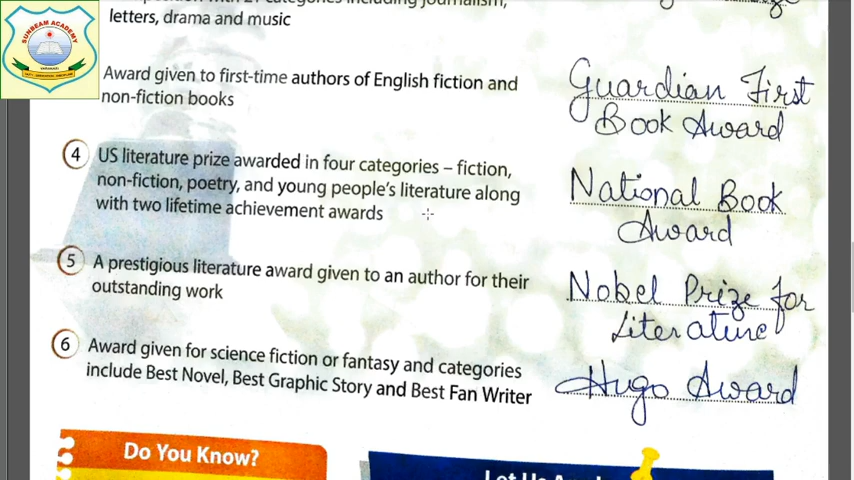 SUNBEAM ACADEMY
letters, drama and music
Award given to first-time authors of English fiction and
non-fiction books
Guardian First
Book Award
4 US literature prize awarded in four categories – fiction,
non-fiction, poetry, and young people's literature along
with two lifetime achievement awards
National Book
Award
5 A prestigious literature award given to an author for their
outstanding work
Nobel Prize for
Literature
6 Award given for science fiction or fantasy and categories
include Best Novel, Best Graphic Story and Best Fan Writer
Hugo Award
Do You Know?